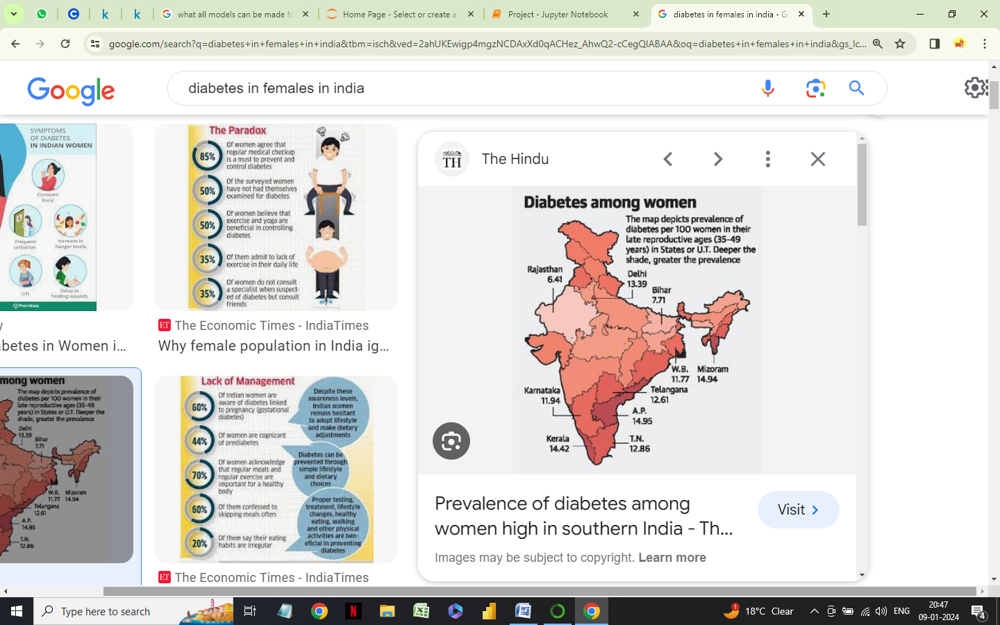 what all models can be made fo
Home Page - Select or create a
Project - Jupyter Notebook
diabetes in females in india - Go
google.com/search?q=diabetes+in+females+in+india&tbm=isch&ved=2ahUKEwigp4mgzNCDAxXd0qACHez_AhwQ2-cCegQIABAA&oq=diabetes+in+females+in+india&gs_lc...
Google
diabetes in females in india
SYMPTOMS
OF DIABETES
IN INDIAN WOMEN
Constant
thirst
Frequent
urination
Increase in
hunger levels
UTI
Delay in
healing wounds
PharmEasy
y
abetes in Women i...
The Paradox
85%
Of women agree that
regular medical checkup
is a must to prevent and
control diabetes
50%
Of the surveyed women
have not had themselves
examined for diabetes
50%
Of women believe that
exercise and yoga are
beneficial in controlling
diabetes
35%
Of them admit to lack of
exercise in their daily life
35%
Of women do not consult
a specialist when suspect-
ed of diabetes but consult
friends
ET The Economic Times - IndiaTimes
Why female population in India ig...
mong women
The map depicts prevalence of
diabetes per 100 women in their
late reproductive ages (35-49
years) in States or U.T. Deeper the
shade, greater the prevalence
Delhi
13.39
Bihar
7.71
W.B.
11.77
Mizoram
14.94
Telangana
12.61
A.P.
14.95
T.N.
12.86
Lack of Management
60%
Of Indian women are
aware of diabetes linked
to pregnancy (gestational
diabetes)
44%
Of women are cognizant
of prediabetes
70%
Of women acknowledge
that regular meals and
regular exercise are
important for a healthy
body
60%
Of them confessed to
skipping meals often
20%
Of them say their eating
habits are irregular
Despite these
awareness levels,
Indian women
remain hesitant
to adopt lifestyle
and make dietary
adjustments
Diabetes can be
prevented through
simple lifestyle
and dietary
choices
Proper testing,
treatment, lifestyle
changes, healthy
eating, walking
and other physical
activities are ben-
eficial in preventing
diabetes
ET The Economic Times - IndiaTimes
TH
The Hindu
Diabetes among women
The map depicts prevalence of
diabetes per 100 women in their
late reproductive ages (35-49
years) in States or U.T. Deeper the
shade, greater the prevalence
Rajasthan
6.41
Delhi
13.39
Bihar
7.71
W.B.
11.77
Mizoram
14.94
Karnataka
11.94
Telangana
12.61
A.P.
14.95
Kerala
14.42
T.N.
12.86
Prevalence of diabetes among
women high in southern India - Th...
Visit
Images may be subject to copyright. Learn more
Type here to search
18°C Clear
ENG
20:47
09-01-2024
4